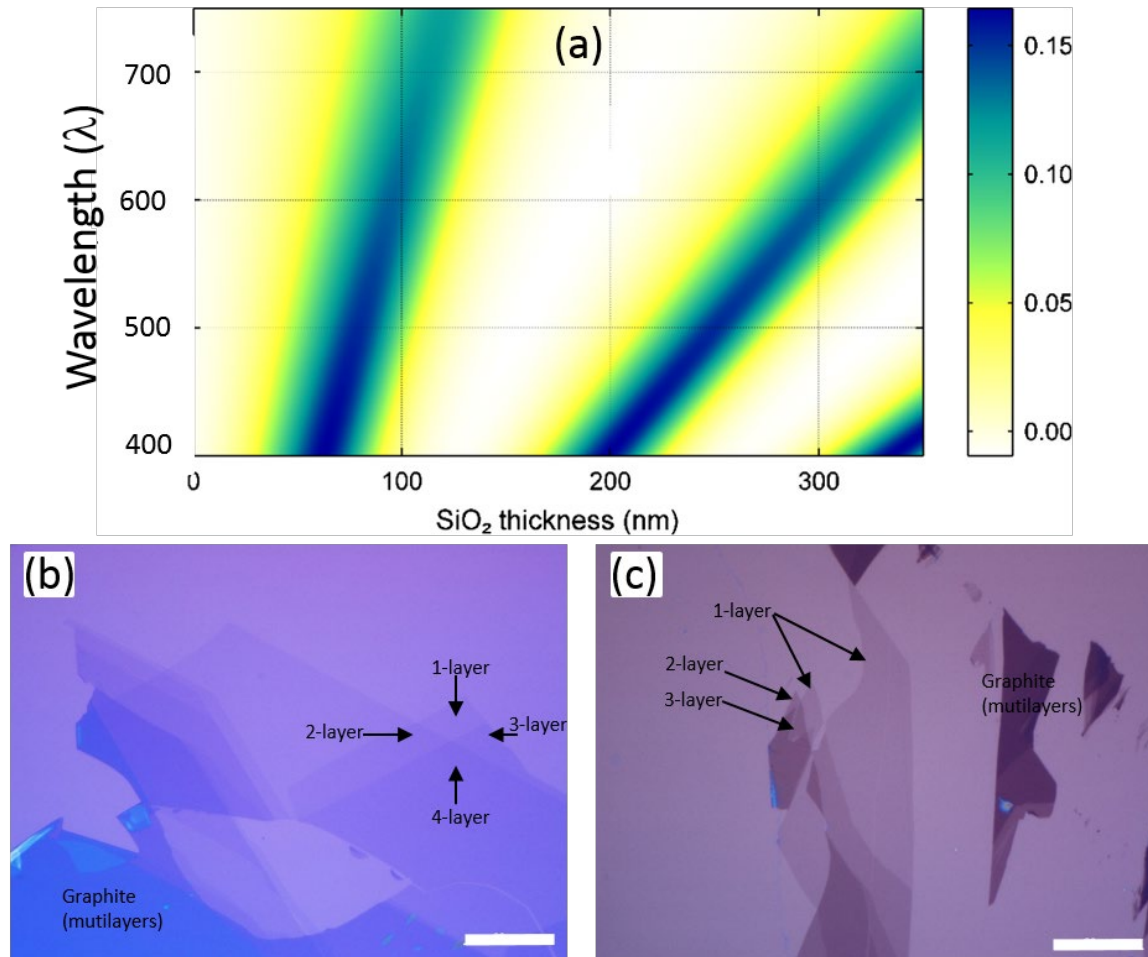 (a)
Wavelength (λ)
700
600
500
400
0
100
200
300
SiO₂ thickness (nm)
0.15
0.10
0.05
0.00
(b)
1-layer
2-layer
3-layer
4-layer
Graphite
(mutilayers)
(c)
1-layer
2-layer
3-layer
Graphite
(mutilayers)